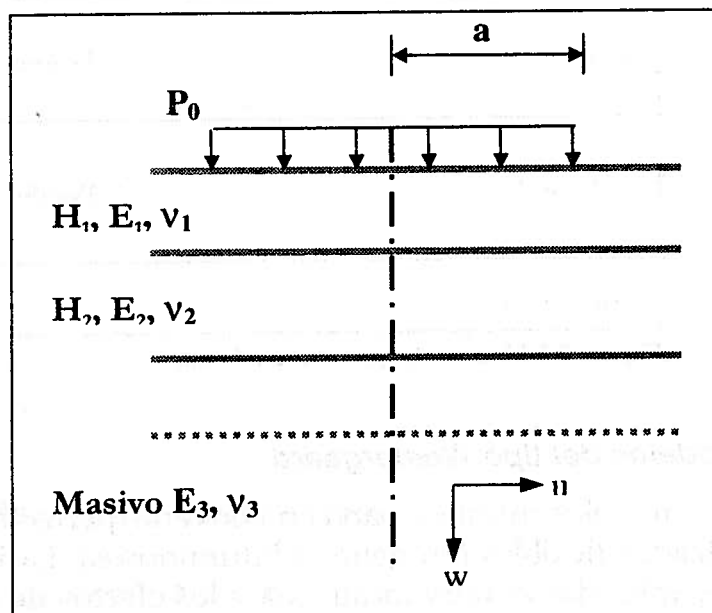 a
P₀
H₁, E₁, ν₁
H₂, E₂, ν₂
Masivo E₃, ν₃
u
w